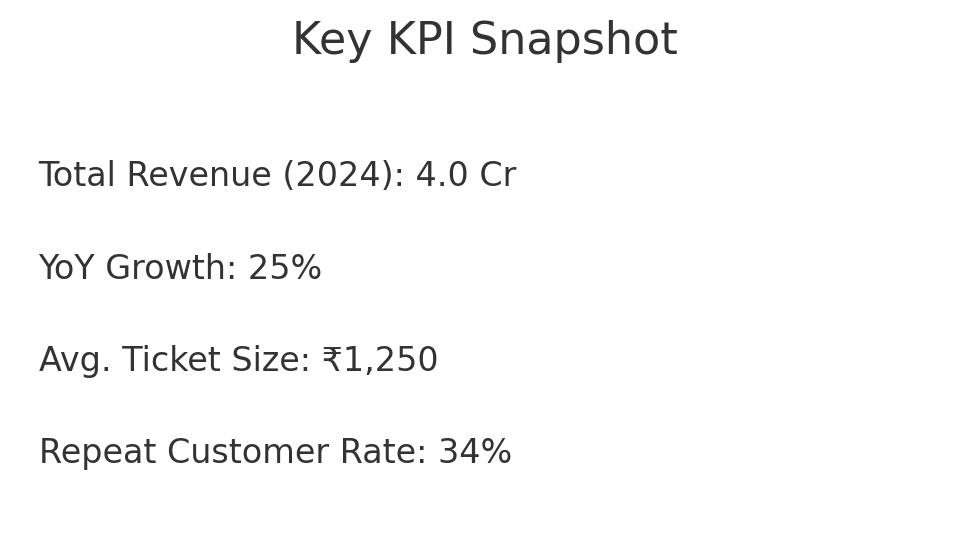 Key KPI Snapshot
Total Revenue (2024): 4.0 Cr
YoY Growth: 25%
Avg. Ticket Size: ₹1,250
Repeat Customer Rate: 34%